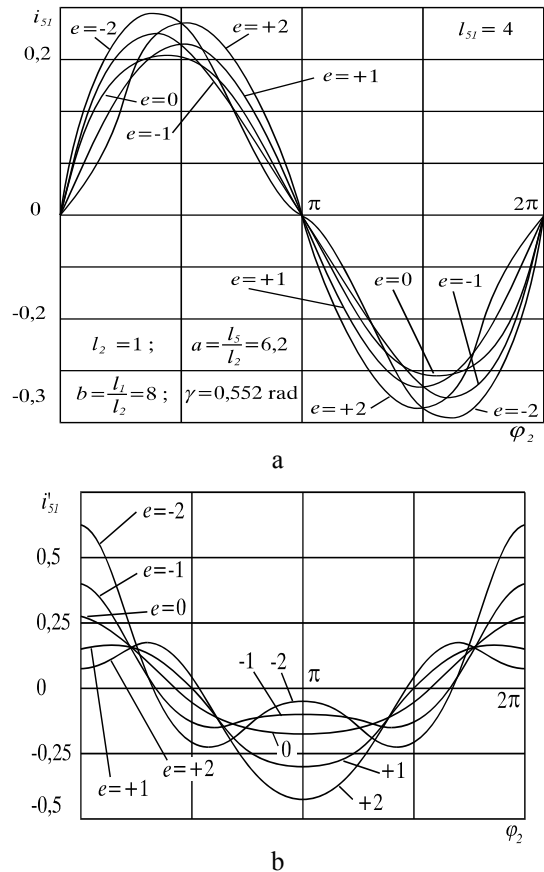 i₅₁
e=-2
e=+2
l₅₁ = 4
0,2
e=+1
e=0
e=-1
0
π
2π
e=+1
e=0
e=-1
-0,2
l₂ = 1 ; a = l₅/l₂ = 6,2
-0,3
b = l₁/l₂ = 8 ; γ = 0,552 rad
e=+2
e=-2
φ₂
a
i'₅₁
e=-2
0,5
e=-1
e=0
0,25
-1
-2
π
0
2π
0
-0,25
e=+2
+1
e=+1
+2
-0,5
φ₂
b